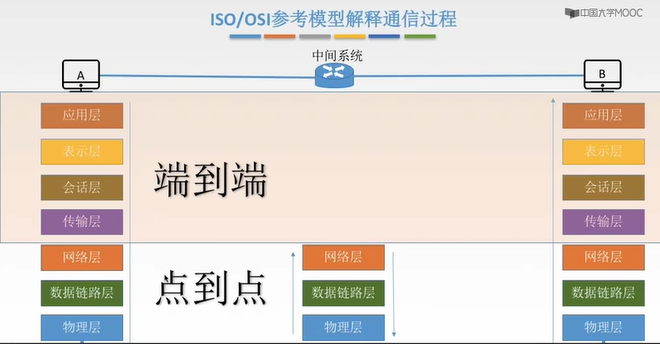 ISO/OSI参考模型解释通信过程
中国大学MOOC
中间系统
A
B
应用层
应用层
表示层
表示层
端到端
会话层
会话层
传输层
传输层
网络层
网络层
网络层
点到点
数据链路层
数据链路层
数据链路层
物理层
物理层
物理层